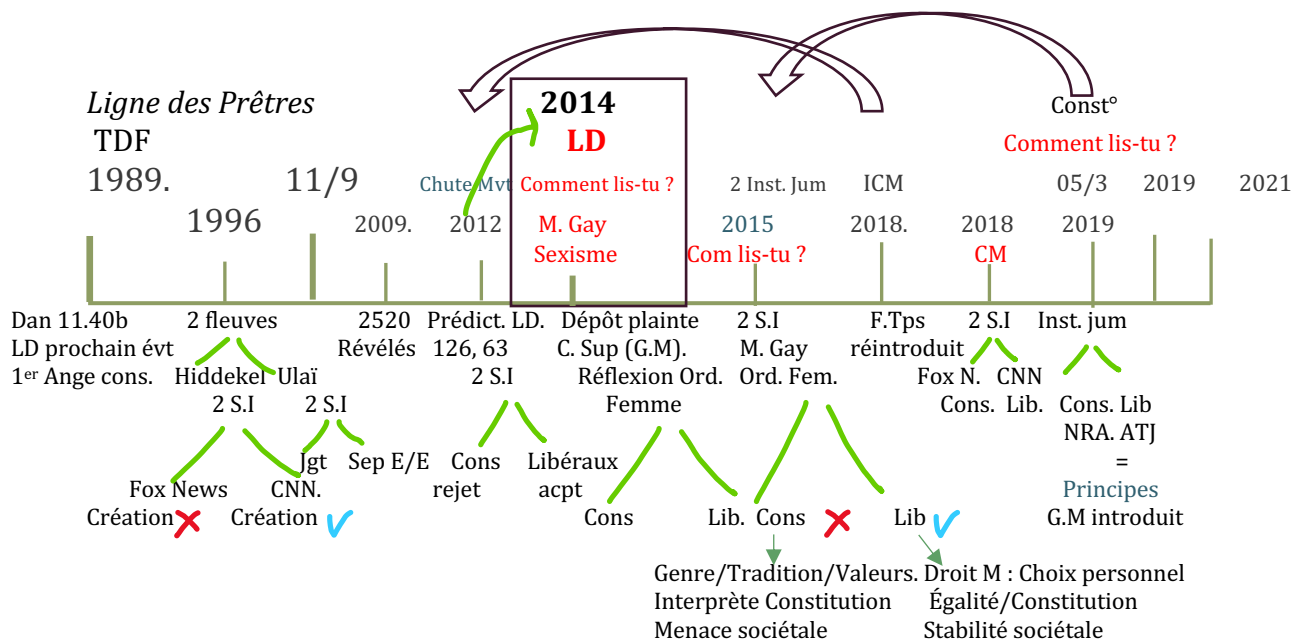 Ligne des Prêtres
TDF
2014
LD
Const°
Comment lis-tu ?
1989. 11/9 Chute Mvt Comment lis-tu ? 2 Inst. Jum ICM 05/3 2019 2021
1996 2009. 2012 M. Gay 2015 2018. 2018 2019
Sexisme Com lis-tu ? CM
Dan 11.40b 2 fleuves 2520 Prédict. LD. Dépôt plainte 2 S.I F.Tps 2 S.I Inst. jum
LD prochain évt Révélés 126, 63 C. Sup (G.M). M. Gay réintroduit
1er Ange cons. Hiddekel Ulaï 2 S.I Réflexion Ord. Ord. Fem. Fox N. CNN
2 S.I 2 S.I Femme Cons. Lib. Cons. Lib
NRA. ATJ
Jgt Sep E/E Cons Libéraux =
Fox News CNN. rejet acpt Principes
Création Création Cons Lib. Cons Lib G.M introduit
Genre/Tradition/Valeurs. Droit M : Choix personnel
Interprète Constitution Égalité/Constitution
Menace sociétale Stabilité sociétale